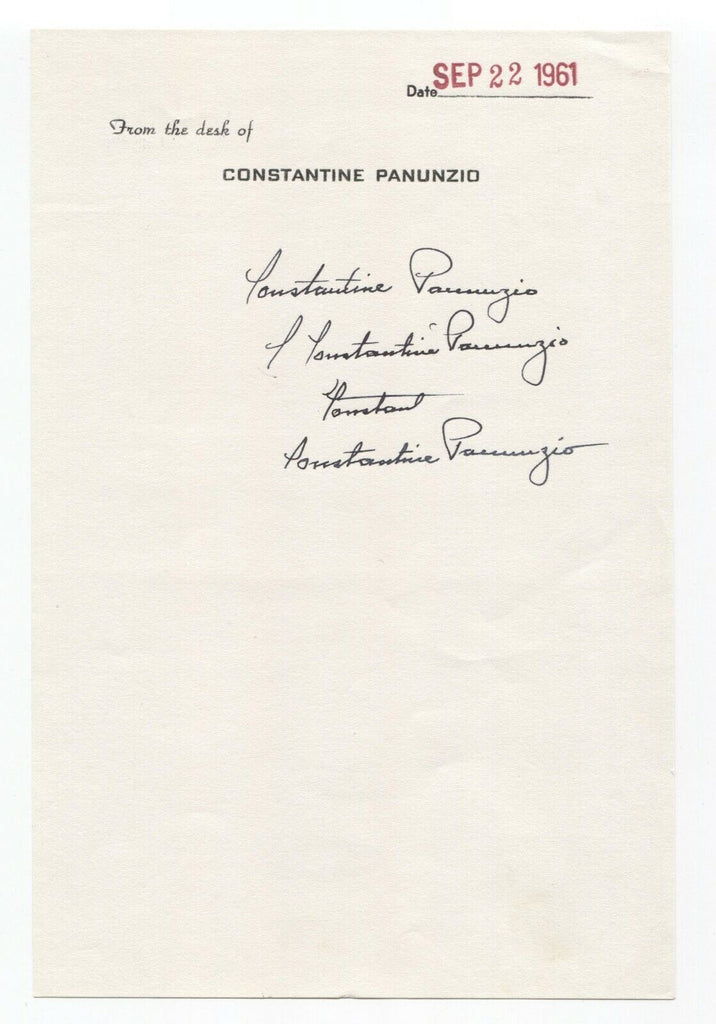 Date SEP 22 1961
From the desk of
CONSTANTINE PANUNZIO
Constantine Panunzio
Constantine Panunzio
Constant
Constantine Panunzio